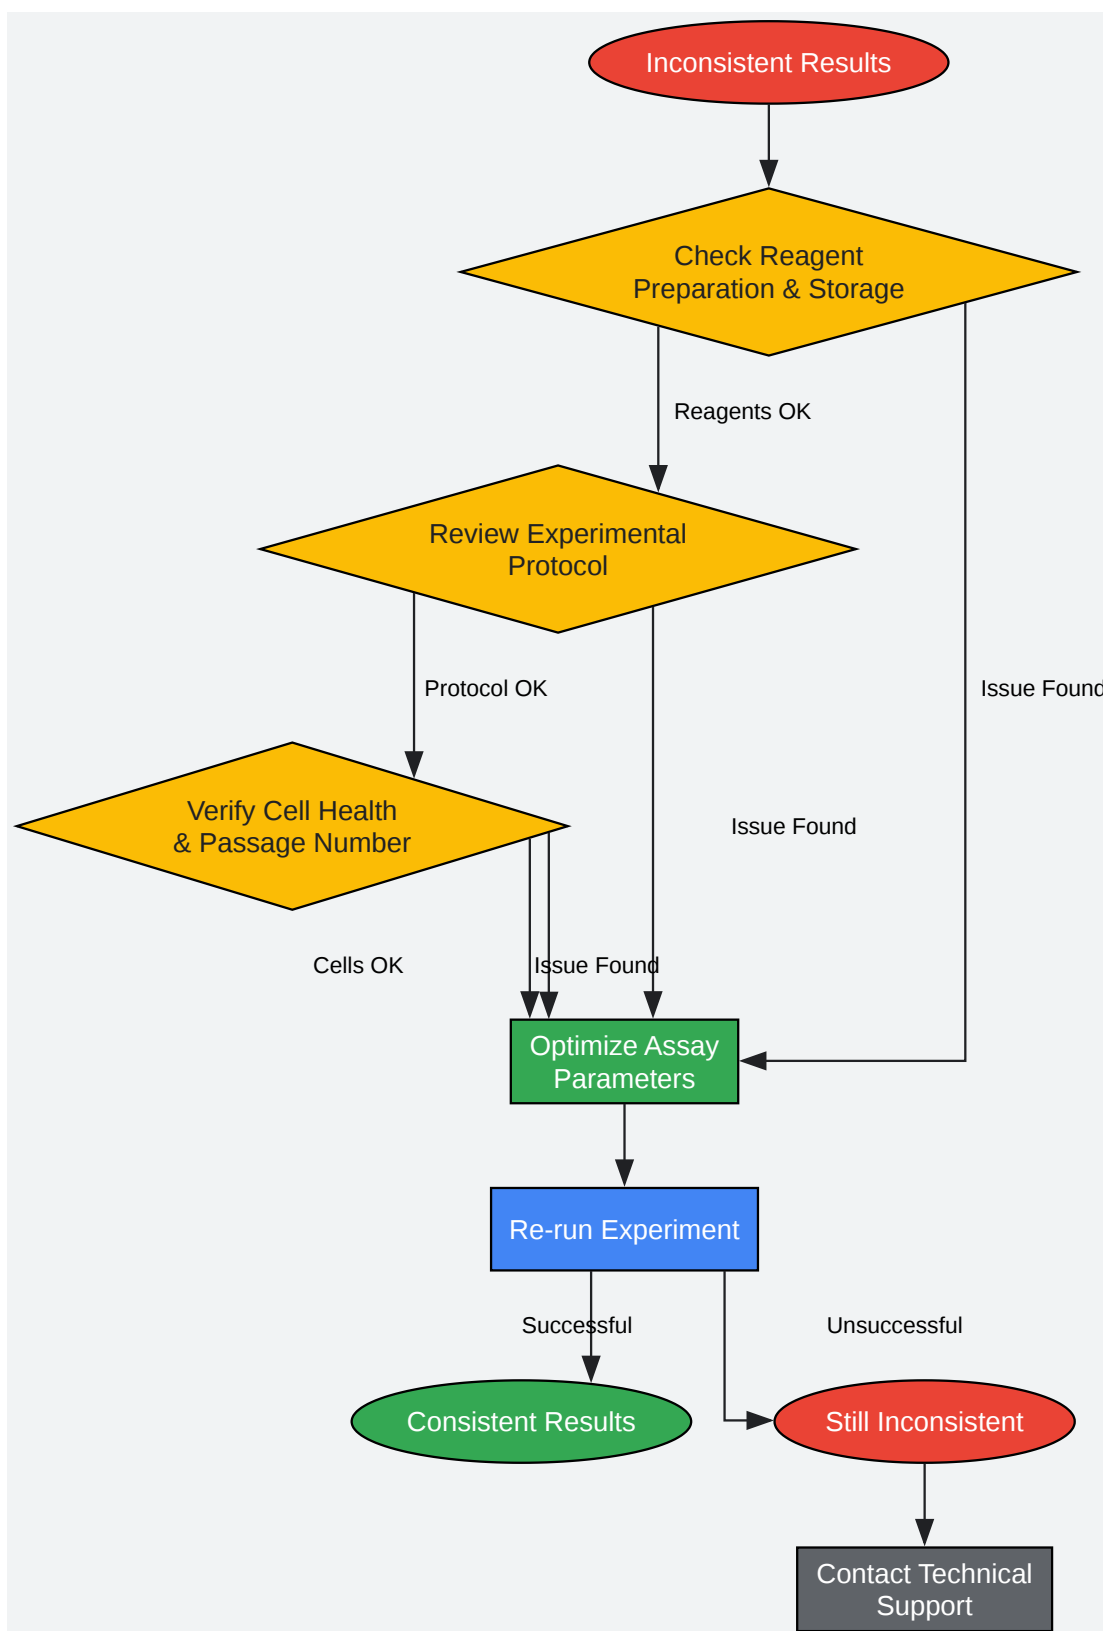 Inconsistent Results
Check Reagent
Preparation & Storage
Reagents OK
Review Experimental
Protocol
Protocol OK
Issue Found
Verify Cell Health
& Passage Number
Issue Found
Cells OK
Issue Found
Optimize Assay
Parameters
Re-run Experiment
Successful
Unsuccessful
Consistent Results
Still Inconsistent
Contact Technical
Support